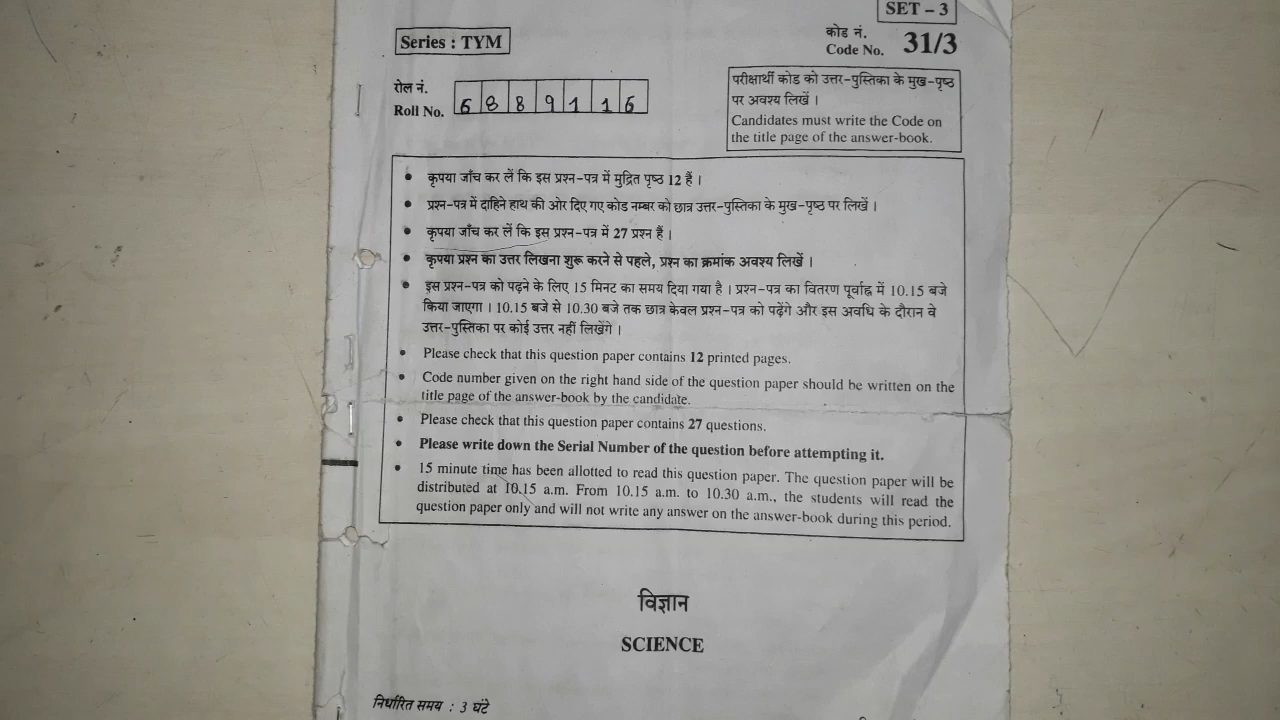 SET – 3
Series : TYM
कोड नं.
Code No. 31/3
रोल नं.
Roll No. 6889116
परीक्षार्थी कोड को उत्तर-पुस्तिका के मुख-पृष्ठ
पर अवश्य लिखें ।
Candidates must write the Code on
the title page of the answer-book.
• कृपया जाँच कर लें कि इस प्रश्न-पत्र में मुद्रित पृष्ठ 12 हैं ।
• प्रश्न-पत्र में दाहिने हाथ की ओर दिए गए कोड नम्बर को छात्र उत्तर-पुस्तिका के मुख-पृष्ठ पर लिखें ।
• कृपया जाँच कर लें कि इस प्रश्न-पत्र में 27 प्रश्न हैं ।
• कृपया प्रश्न का उत्तर लिखना शुरू करने से पहले, प्रश्न का क्रमांक अवश्य लिखें ।
• इस प्रश्न-पत्र को पढ़ने के लिए 15 मिनट का समय दिया गया है । प्रश्न-पत्र का वितरण पूर्वाह्न में 10.15 बजे
किया जाएगा । 10.15 बजे से 10.30 बजे तक छात्र केवल प्रश्न-पत्र को पढ़ेंगे और इस अवधि के दौरान वे
उत्तर-पुस्तिका पर कोई उत्तर नहीं लिखेंगे ।
• Please check that this question paper contains 12 printed pages.
• Code number given on the right hand side of the question paper should be written on the
title page of the answer-book by the candidate.
• Please check that this question paper contains 27 questions.
• Please write down the Serial Number of the question before attempting it.
• 15 minute time has been allotted to read this question paper. The question paper will be
distributed at 10.15 a.m. From 10.15 a.m. to 10.30 a.m., the students will read the
question paper only and will not write any answer on the answer-book during this period.
विज्ञान
SCIENCE
निर्धारित समय : 3 घंटे